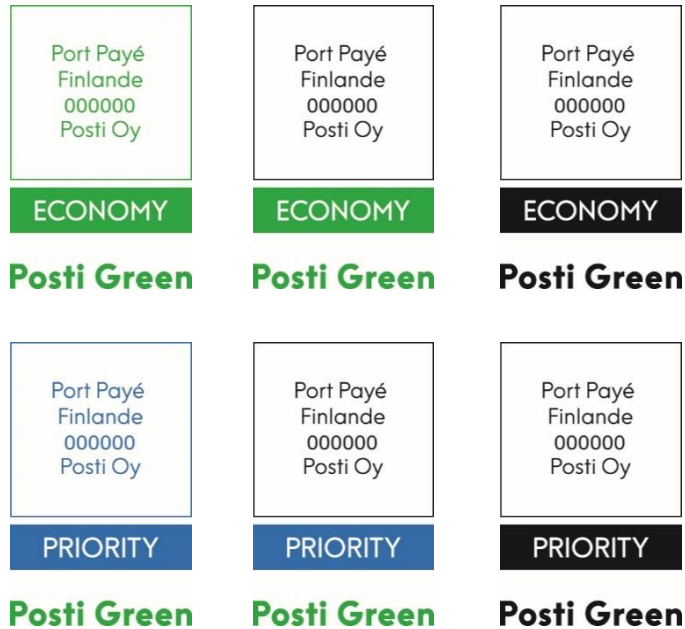 Port Payé
Finlande
000000
Posti Oy
ECONOMY
Posti Green
Port Payé
Finlande
000000
Posti Oy
ECONOMY
Posti Green
Port Payé
Finlande
000000
Posti Oy
ECONOMY
Posti Green
Port Payé
Finlande
000000
Posti Oy
PRIORITY
Posti Green
Port Payé
Finlande
000000
Posti Oy
PRIORITY
Posti Green
Port Payé
Finlande
000000
Posti Oy
PRIORITY
Posti Green